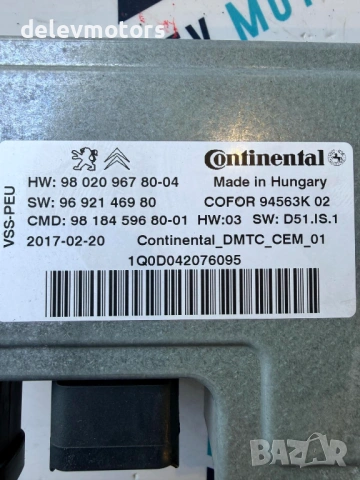 delevmotors
Continental
HW: 98 020 967 80-04
Made in Hungary
SW: 96 921 469 80
COFOR 94563K 02
CMD: 98 184 596 80-01 HW:03 SW: D51.IS.1
2017-02-20 Continental_DMTC_CEM_01
1Q0D042076095
VSS-PEU
bazar